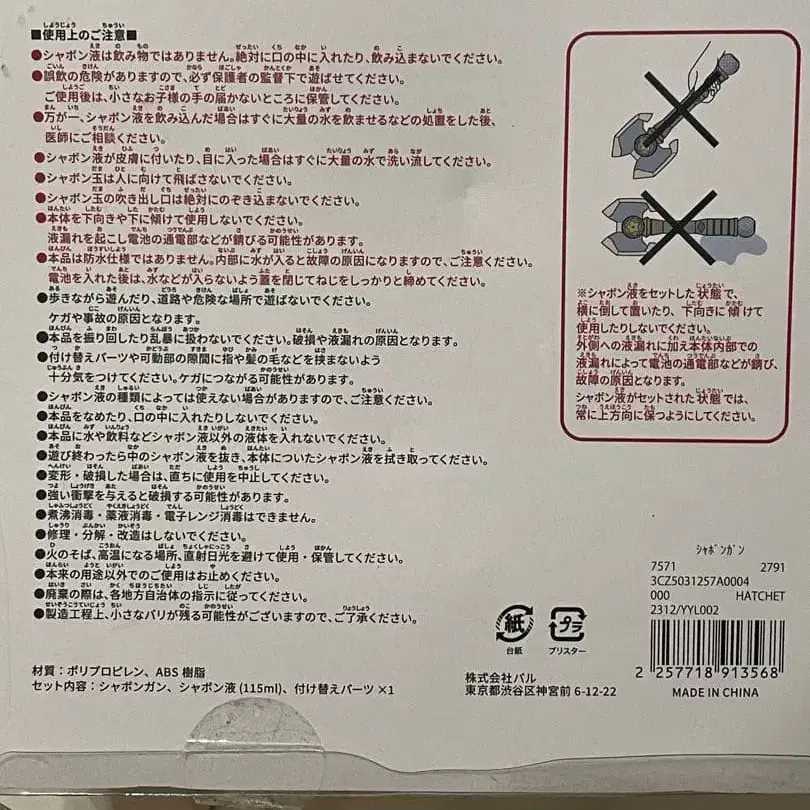 ■使用上のご注意■
●シャボン液は飲み物ではありません。絶対に口の中に入れたり、飲み込まないでください。
●誤飲の危険がありますので、必ず保護者の監督下で遊ばせてください。
ご使用後は、小さなお子様の手の届かないところに保管してください。
●万が一、シャボン液を飲み込んだ場合はすぐに大量の水を飲ませるなどの処置をした後、
医師にご相談ください。
●シャボン液が皮膚に付いたり、目に入った場合はすぐに大量の水で洗い流してください。
●シャボン玉は人に向けて飛ばさないでください。
●シャボン玉の吹き出し口は絶対にのぞき込まないでください。
●本体を下向きや下に傾けて使用しないでください。
液漏れを起こし電池の通電部などが錆びる可能性があります。
●本品は防水仕様ではありません。内部に水が入ると故障の原因になりますので、ご注意ください。
電池を入れた後は、水などが入らないよう蓋を閉じてねじをしっかりと締めてください。
●歩きながら遊んだり、道路や危険な場所で遊ばないでください。
ケガや事故の原因となります。
●本品を振り回したり乱暴に扱わないでください。破損や液漏れの原因となります。
●付け替えパーツや可動部の隙間に指や髪の毛などを挟まないよう
十分気をつけてください。ケガにつながる可能性があります。
●シャボン液の種類によっては使えない場合がありますので、ご注意ください。
●本品をなめたり、口の中に入れたりしないでください。
●本品に水や飲料などシャボン液以外の液体を入れないでください。
●遊び終わったら中のシャボン液を抜き、本体についたシャボン液を拭き取ってください。
●変形・破損した場合は、直ちに使用を中止してください。
●強い衝撃を与えると破損する可能性があります。
●煮沸消毒・薬液消毒・電子レンジ消毒はできません。
●修理・分解・改造はしないでください。
●火のそば、高温になる場所、直射日光を避けて使用・保管してください。
●本来の用途以外でのご使用はお止めください。
●廃棄の際は、各地方自治体の指示に従ってください。
●製造工程上、小さなバリが残る可能性がございますので、ご了承ください。
材質：ポリプロピレン、ABS 樹脂
セット内容：シャボンガン、シャボン液 (115ml)、付け替えパーツ ×1
※シャボン液をセットした状態で、
横に倒して置いたり、下向きに傾けて
使用したりしないでください。
外側への液漏れに加え本体内部での
液漏れによって電池の通電部などが錆び、
故障の原因となります。
シャボン液がセットされた状態では、
常に上方向に保つようにしてください。
紙
台紙
プラ
ブリスター
株式会社パル
東京都渋谷区神宮前 6-12-22
シャボンガン
7571 2791
3CZ5031257A0004
000 HATCHET
2312/YYL002
2 257718 913568
MADE IN CHINA